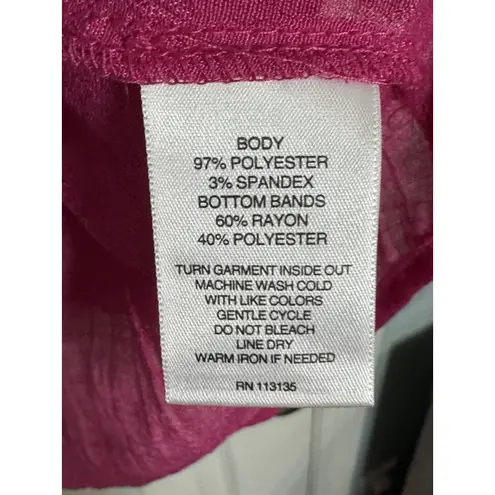 BODY
97% POLYESTER
3% SPANDEX
BOTTOM BANDS
60% RAYON
40% POLYESTER
TURN GARMENT INSIDE OUT
MACHINE WASH COLD
WITH LIKE COLORS
GENTLE CYCLE
DO NOT BLEACH
LINE DRY
WARM IRON IF NEEDED
RN 113135